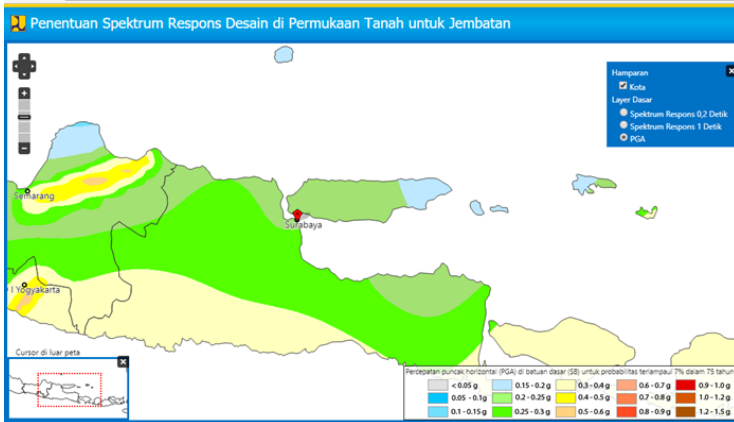 Penentuan Spektrum Respons Desain di Permukaan Tanah untuk Jembatan
Hamparan
Kota
Layer Dasar
Spektrum Respons 0,2 Detik
Spektrum Respons 1 Detik
PGA
Semarang
Surabaya
I Yogyakarta
Cursor di luar peta
Percepatan puncak horizontal (PGA) di batuan dasar (SB) untuk probabilitas terlampaui 7% dalam 75 tahun
< 0.05 g 0.15 - 0.2 g 0.3 - 0.4 g 0.6 - 0.7 g 0.9 - 1.0 g
0.05 - 0.1g 0.2 - 0.25 g 0.4 - 0.5 g 0.7 - 0.8 g 1.0 - 1.2 g
0.1 - 0.15 g 0.25 - 0.3 g 0.5 - 0.6 g 0.8 - 0.9 g 1.2 - 1.5 g